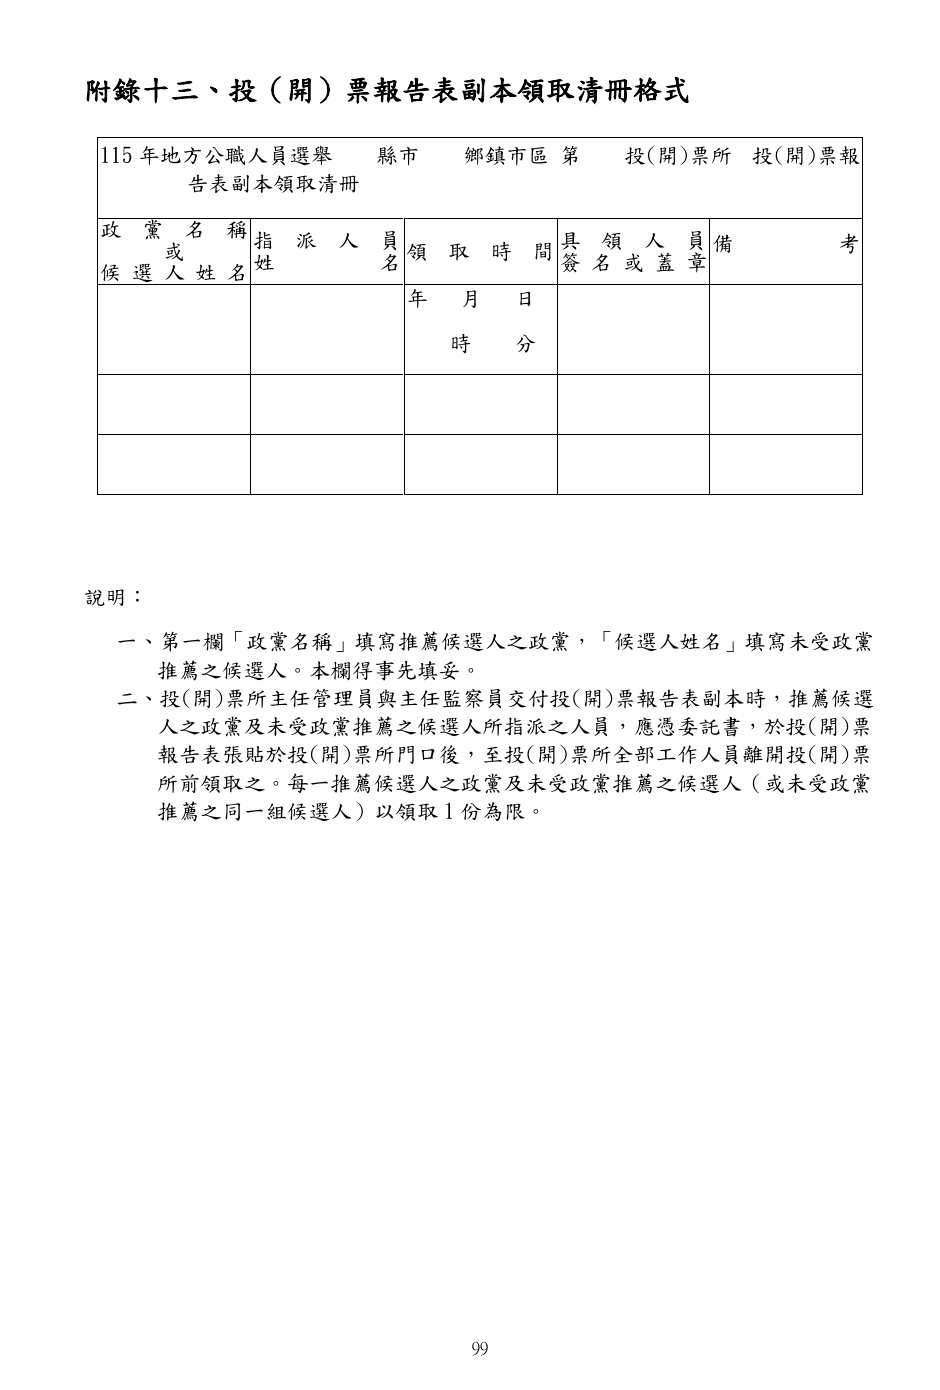 附錄十三、投（開）票報告表副本領取清冊格式
115 年地方公職人員選舉　　縣市　　鄉鎮市區 第　　投(開)票所　投(開)票報
告表副本領取清冊
政黨名稱
或
候選人姓名
指派人員
姓名
領取時間
具領人員
簽名或蓋章
備考
年　月　日
時　分
說明：
一、第一欄「政黨名稱」填寫推薦候選人之政黨，「候選人姓名」填寫未受政黨
推薦之候選人。本欄得事先填妥。
二、投(開)票所主任管理員與主任監察員交付投(開)票報告表副本時，推薦候選
人之政黨及未受政黨推薦之候選人所指派之人員，應憑委託書，於投(開)票
報告表張貼於投(開)票所門口後，至投(開)票所全部工作人員離開投(開)票
所前領取之。每一推薦候選人之政黨及未受政黨推薦之候選人（或未受政黨
推薦之同一組候選人）以領取 1 份為限。
99